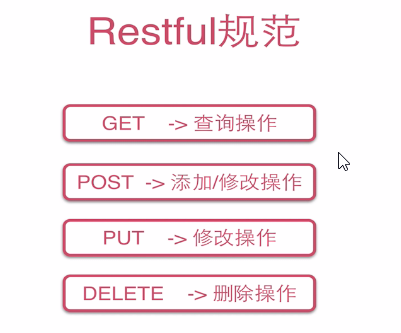 Restful规范
GET -> 查询操作
POST -> 添加/修改操作
PUT -> 修改操作
DELETE -> 删除操作